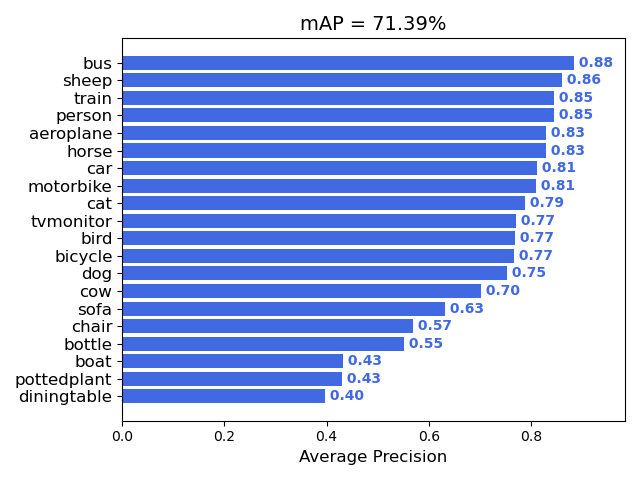 mAP = 71.39%
bus 0.88
sheep 0.86
train 0.85
person 0.85
aeroplane 0.83
horse 0.83
car 0.81
motorbike 0.81
cat 0.79
tvmonitor 0.77
bird 0.77
bicycle 0.77
dog 0.75
cow 0.70
sofa 0.63
chair 0.57
bottle 0.55
boat 0.43
pottedplant 0.43
diningtable 0.40
0.0 0.2 0.4 0.6 0.8
Average Precision